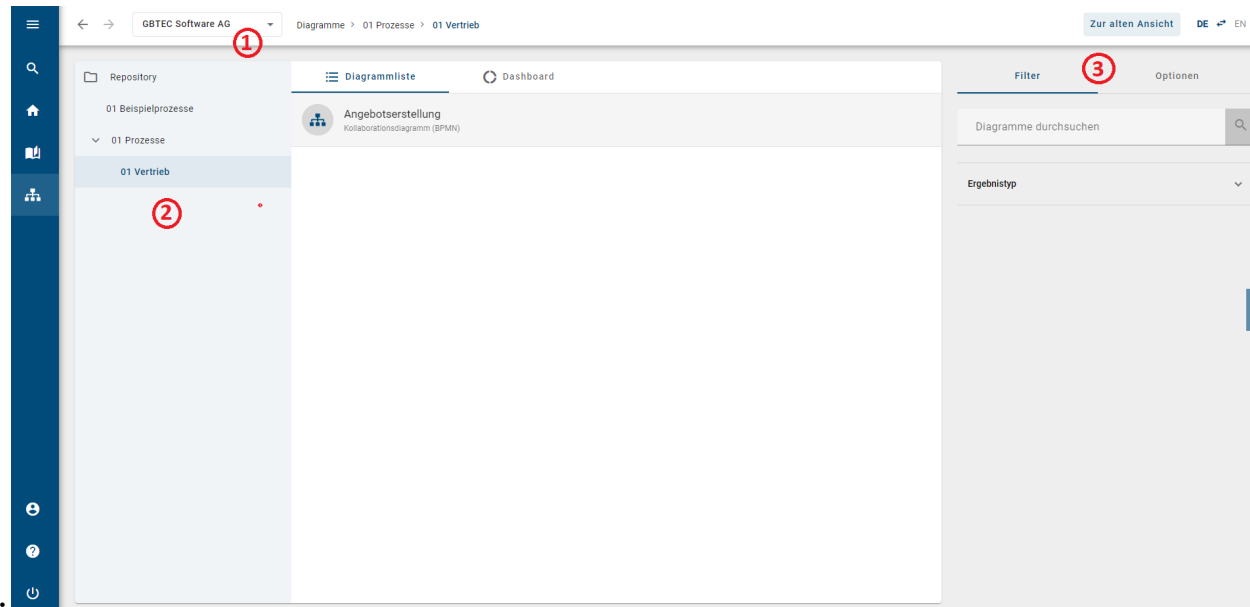 GBTEC Software AG
Diagramme > 01 Prozesse > 01 Vertrieb
Zur alten Ansicht
DE EN
1
Repository
01 Beispielprozesse
01 Prozesse
01 Vertrieb
2
Diagrammliste
Dashboard
Angebotserstellung
Kollaborationsdiagramm (BPMN)
3
Filter
Optionen
Diagramme durchsuchen
Ergebnistyp